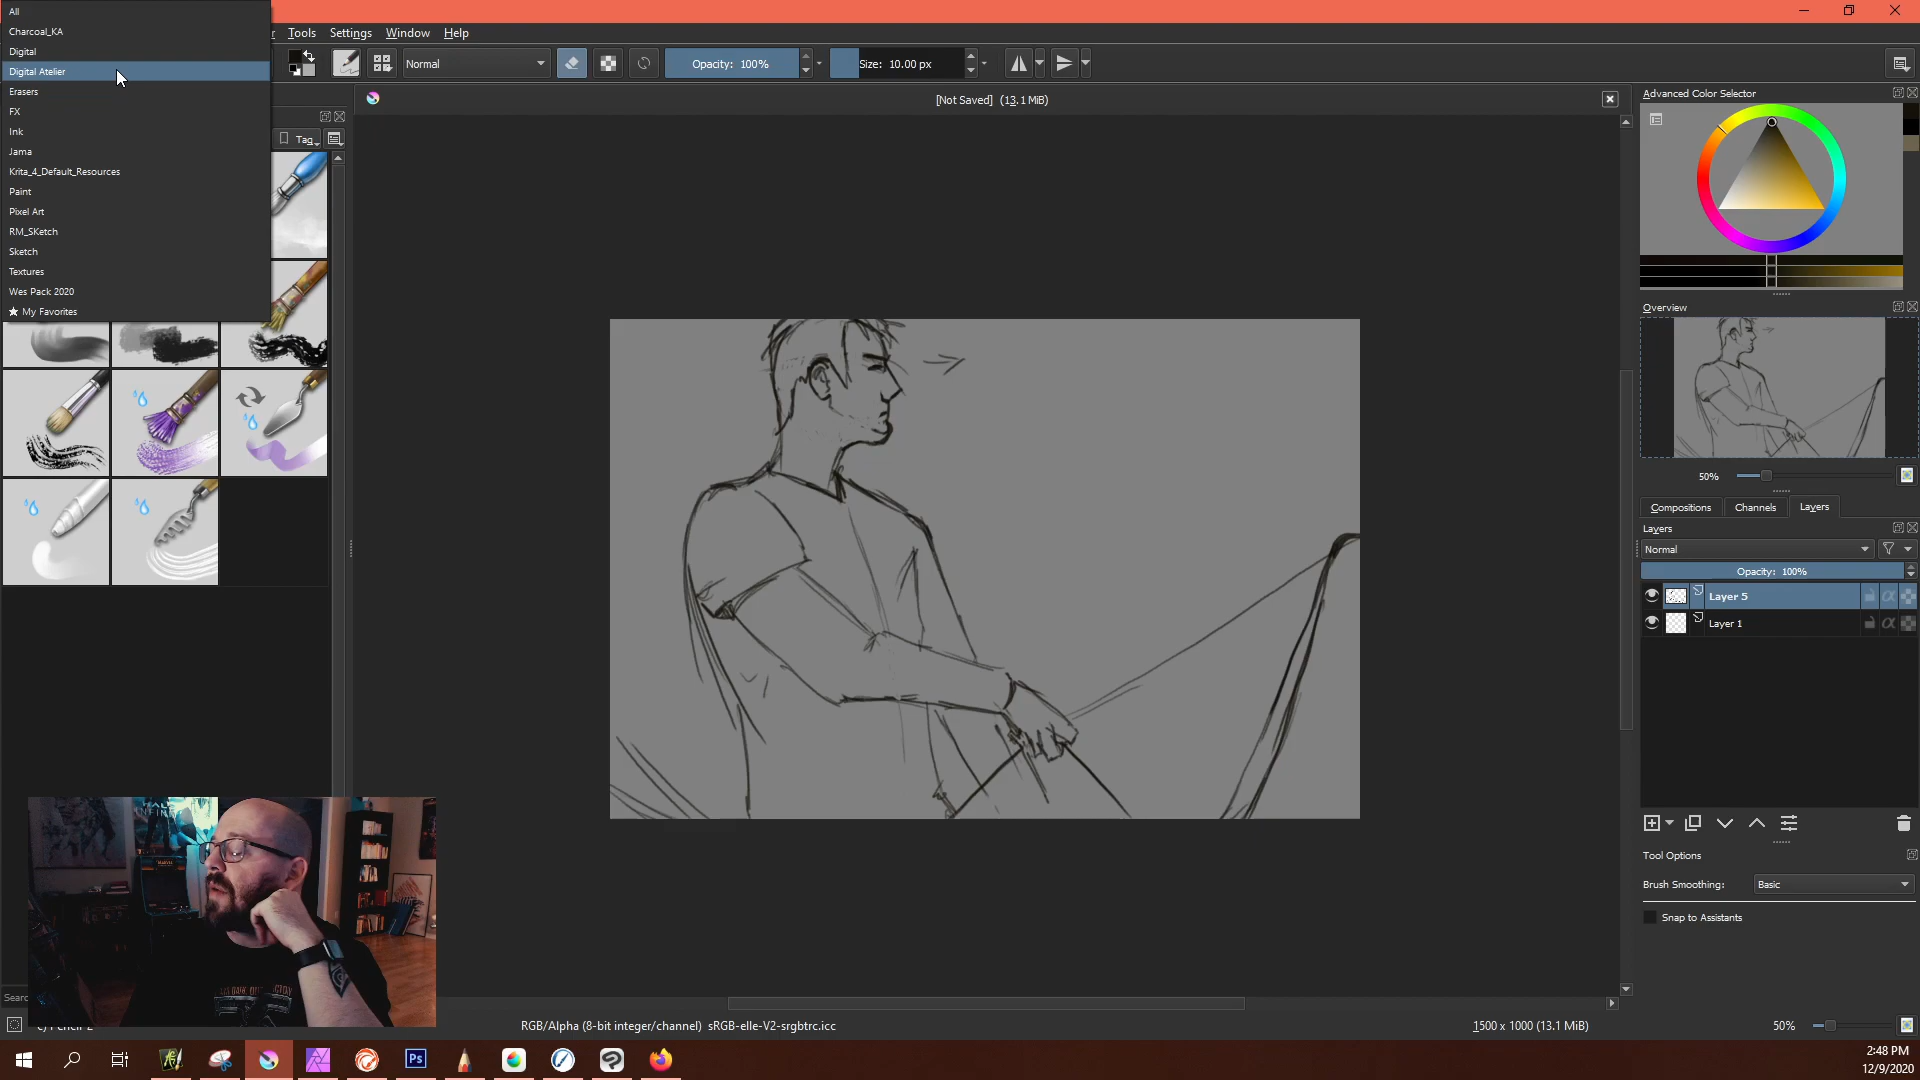 All
Charcoal_KA
Digital
Digital Atelier
Erasers
FX
Ink
Jama
Krita_4_Default_Resources
Paint
Pixel Art
RM_SKetch
Sketch
Textures
Wes Pack 2020
My Favorites
Tools Settings Window Help
Normal
Opacity: 100%
Size: 10.00 px
[Not Saved] (13.1 MiB)
Tag
Advanced Color Selector
Overview
50%
Compositions Channels Layers
Layers
Normal
Opacity: 100%
Layer 5
Layer 1
Tool Options
Brush Smoothing: Basic
Snap to Assistants
Searc
RGB/Alpha (8-bit integer/channel) sRGB-elle-V2-srgbtrc.icc
1500 x 1000 (13.1 MiB)
50%
Ps
2:48 PM
12/9/2020